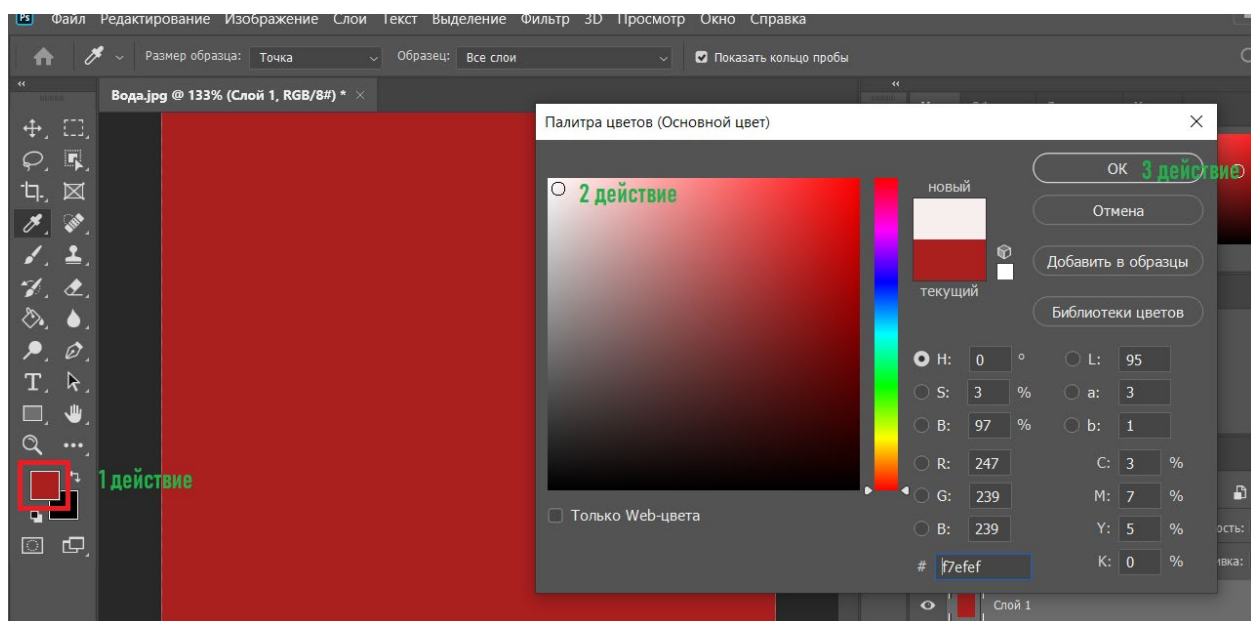 Ps Файл Редактирование Изображение Слои Текст Выделение Фильтр 3D Просмотр Окно Справка
Размер образца: Точка Образец: Все слои Показать кольцо пробы
Вода.jpg @ 133% (Слой 1, RGB/8#) * ×
Палитра цветов (Основной цвет)
2 действие
новый
текущий
ОК 3 действие
Отмена
Добавить в образцы
Библиотеки цветов
H: 0 ° L: 95
S: 3 % a: 3
B: 97 % b: 1
R: 247 C: 3 %
G: 239 M: 7 %
B: 239 Y: 5 %
# f7efef K: 0 %
Только Web-цвета
T
1 действие
ость:
ивка:
Слой 1